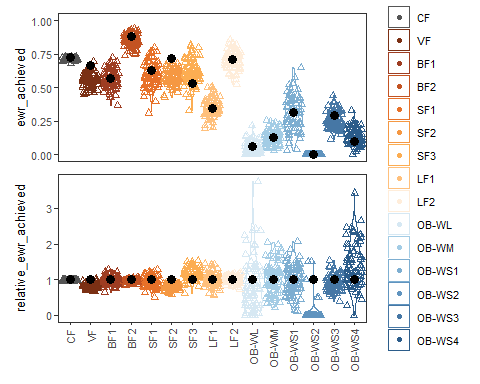 ewr_achieved
1.00
0.75
0.50
0.25
0.00
relative_ewr_achieved
3
2
1
0
CF
VF
BF1
BF2
SF1
SF2
SF3
LF1
LF2
OB-WL
OB-WM
OB-WS1
OB-WS2
OB-WS3
OB-WS4
CF
VF
BF1
BF2
SF1
SF2
SF3
LF1
LF2
OB-WL
OB-WM
OB-WS1
OB-WS2
OB-WS3
OB-WS4